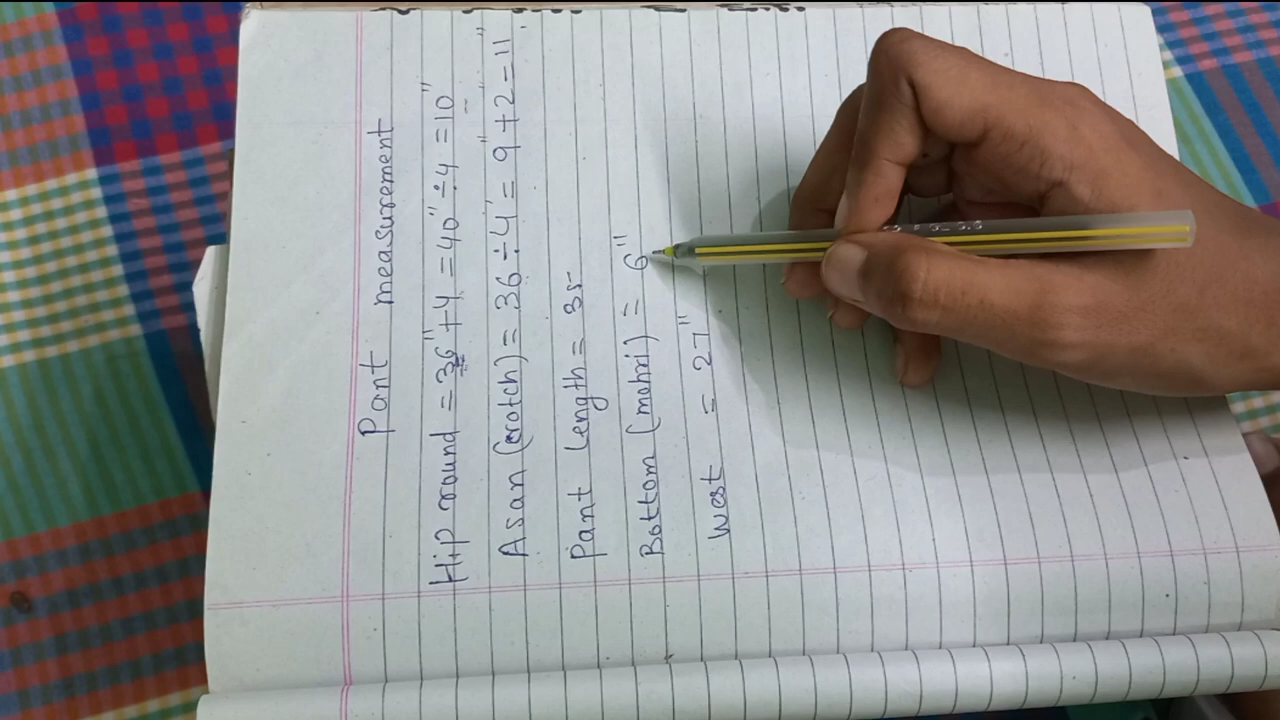 Pant measurement
Hip round = 36"+4 = 40" ÷ 4 = 10"
Asan (crotch) = 36 ÷ 4" = 9"+2 = 11"
Pant length = 35
Bottom (mohri) = 6"
West = 27"